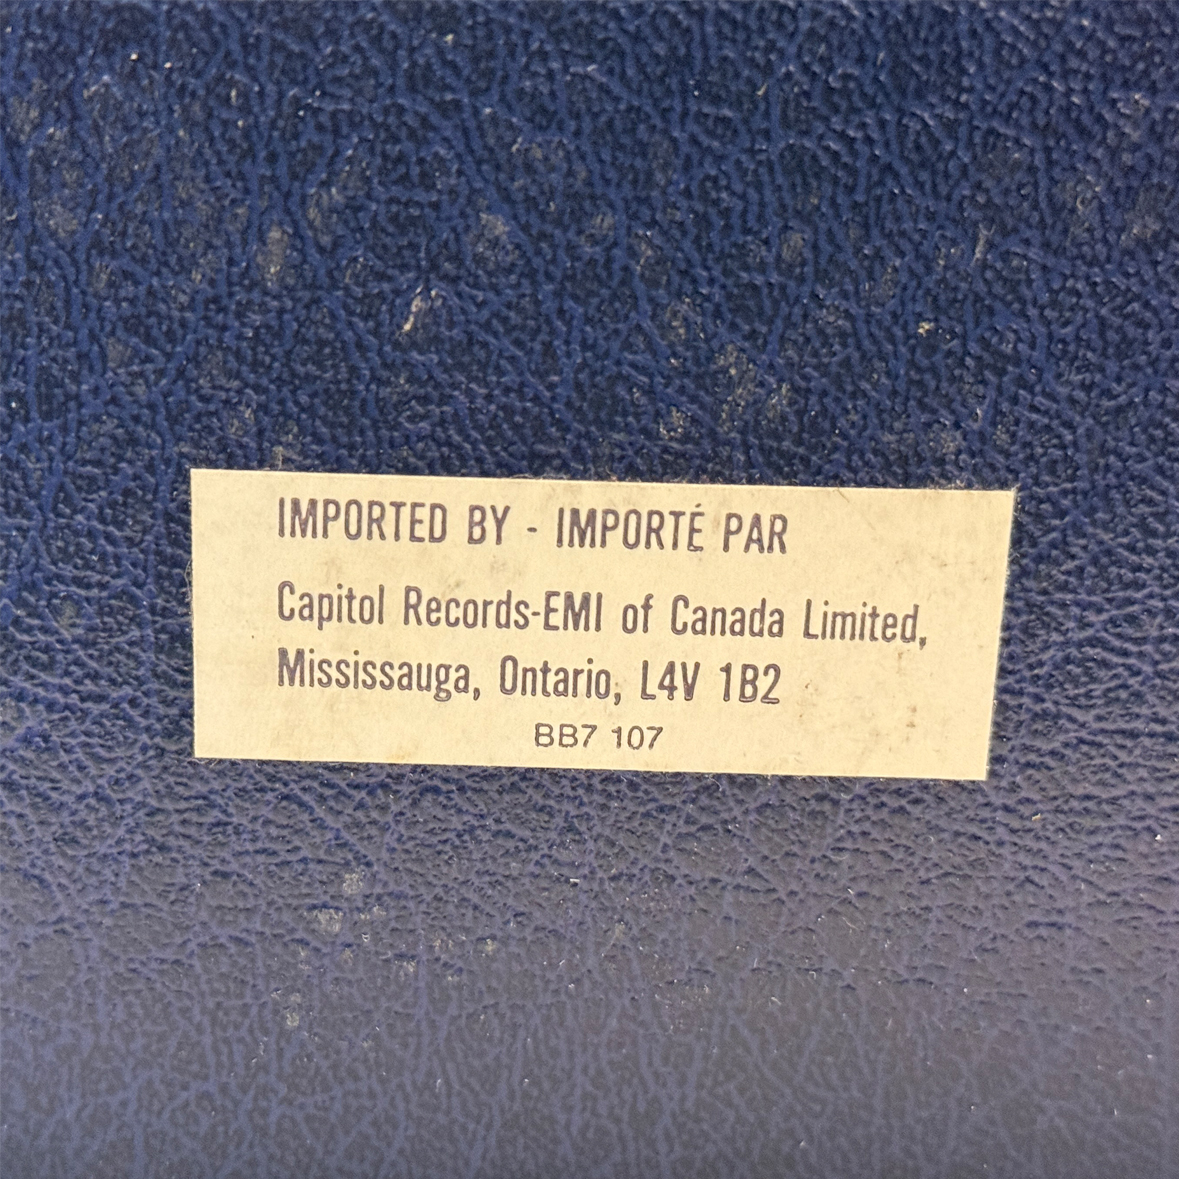 IMPORTED BY - IMPORTÉ PAR
Capitol Records-EMI of Canada Limited,
Mississauga, Ontario, L4V 1B2
BB7 107